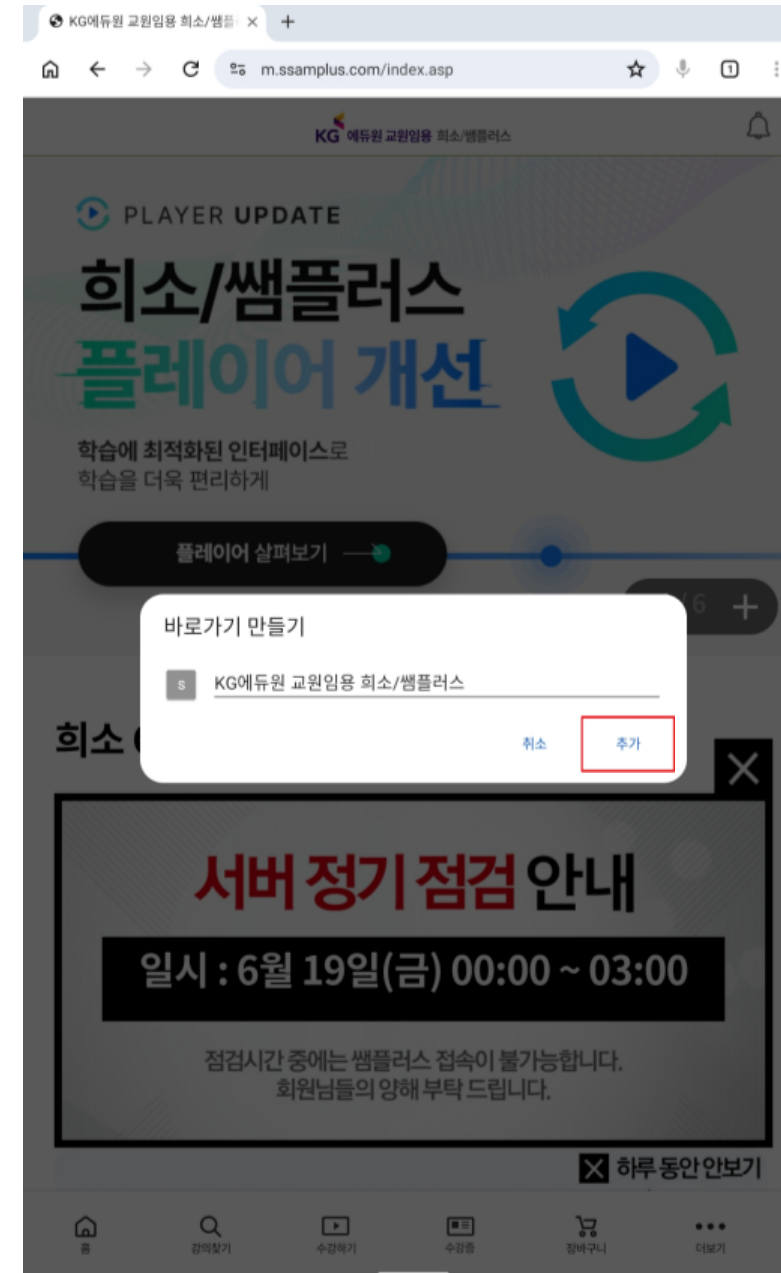 KG에듀원 교원임용 희소/쌤플
m.ssamplus.com/index.asp
1
KG 에듀원 교원임용 희소/쌤플러스
PLAYER UPDATE
희소/쌤플러스
플레이어 개선
학습에 최적화된 인터페이스로
학습을 더욱 편리하게
플레이어 살펴보기
/ 6
바로가기 만들기
s KG에듀원 교원임용 희소/쌤플러스
취소 추가
희소
서버 정기 점검 안내
일시 : 6월 19일(금) 00:00 ~ 03:00
점검시간 중에는 쌤플러스 접속이 불가능합니다.
회원님들의 양해 부탁 드립니다.
하루 동안 안보기
홈 강의찾기 수강하기 수강증 장바구니 더보기